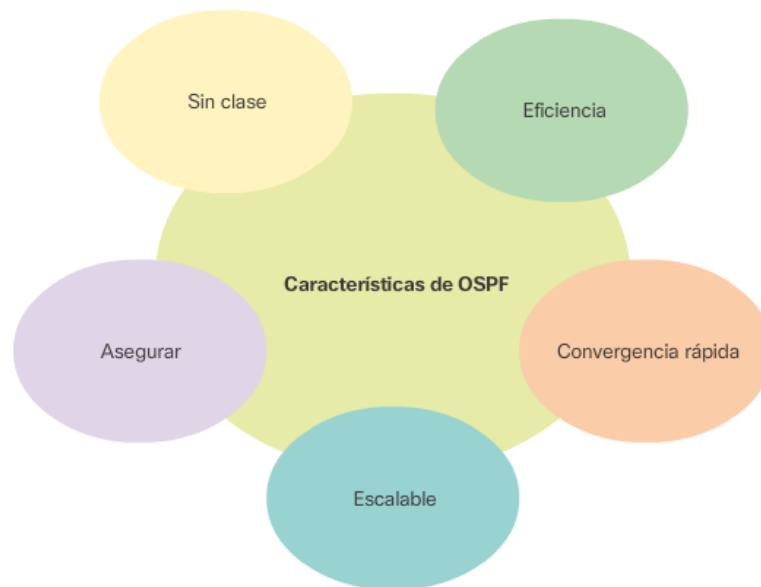 Sin clase
Eficiencia
Características de OSPF
Asegurar
Convergencia rápida
Escalable